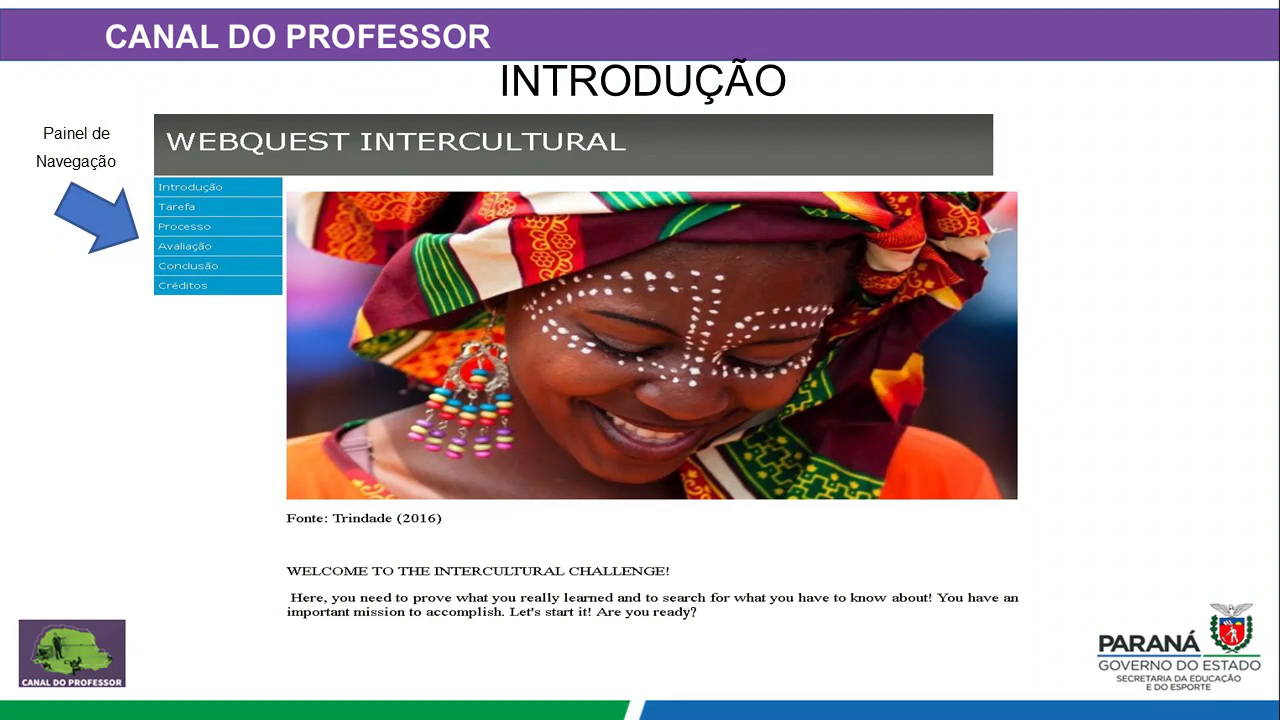 CANAL DO PROFESSOR
INTRODUÇÃO
Painel de
Navegação
WEBQUEST INTERCULTURAL
Introdução
Tarefa
Processo
Avaliação
Conclusão
Créditos
Fonte: Trindade (2016)
WELCOME TO THE INTERCULTURAL CHALLENGE!
Here, you need to prove what you really learned and to search for what you have to know about! You have an
important mission to accomplish. Let's start it! Are you ready?
CANAL DO PROFESSOR
PARANÁ
GOVERNO DO ESTADO
SECRETARIA DA EDUCAÇÃO
E DO ESPORTE